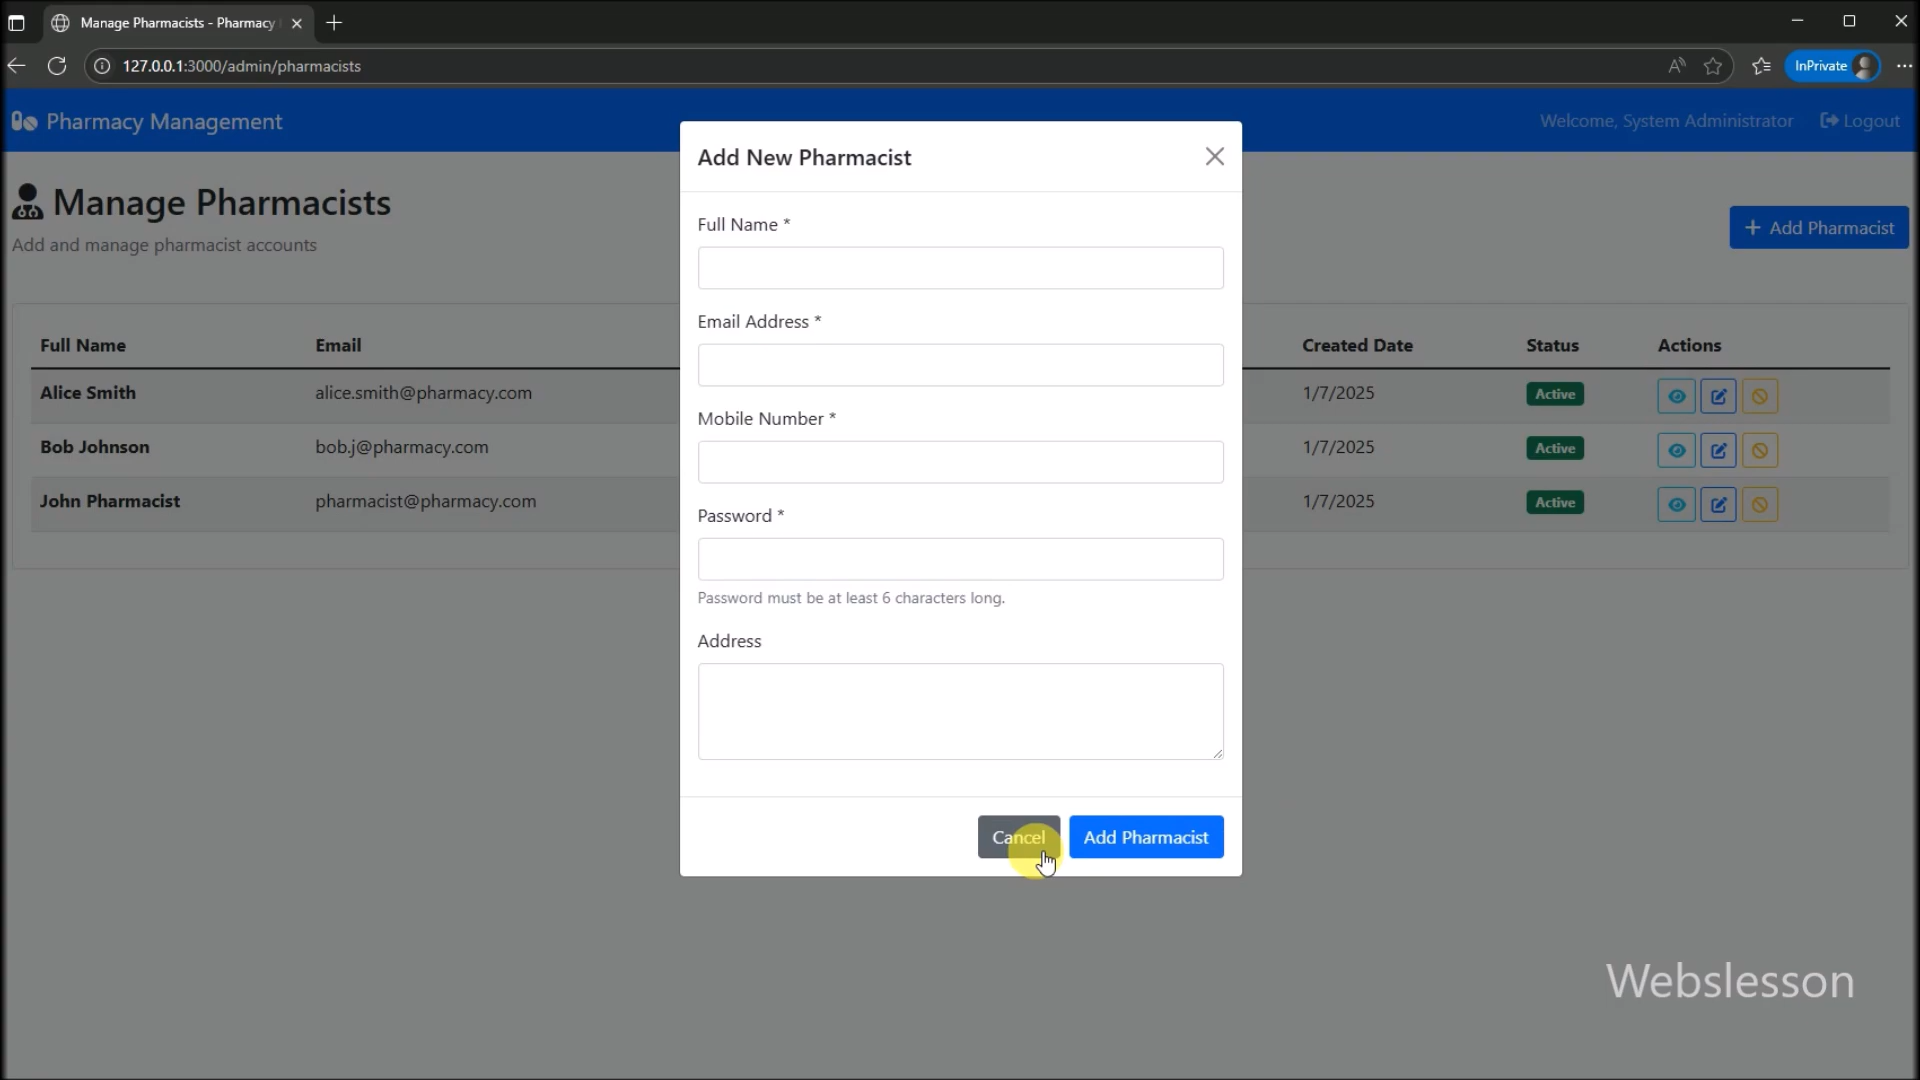 Manage Pharmacists - Pharmacy
127.0.0.1:3000/admin/pharmacists
InPrivate
Pharmacy Management
Welcome, System Administrator
Logout
Manage Pharmacists
Add and manage pharmacist accounts
+ Add Pharmacist
Full Name Email Created Date Status Actions
Alice Smith alice.smith@pharmacy.com 1/7/2025 Active
Bob Johnson bob.j@pharmacy.com 1/7/2025 Active
John Pharmacist pharmacist@pharmacy.com 1/7/2025 Active
Add New Pharmacist
Full Name *
Email Address *
Mobile Number *
Password *
Password must be at least 6 characters long.
Address
Cancel
Add Pharmacist
Webslesson